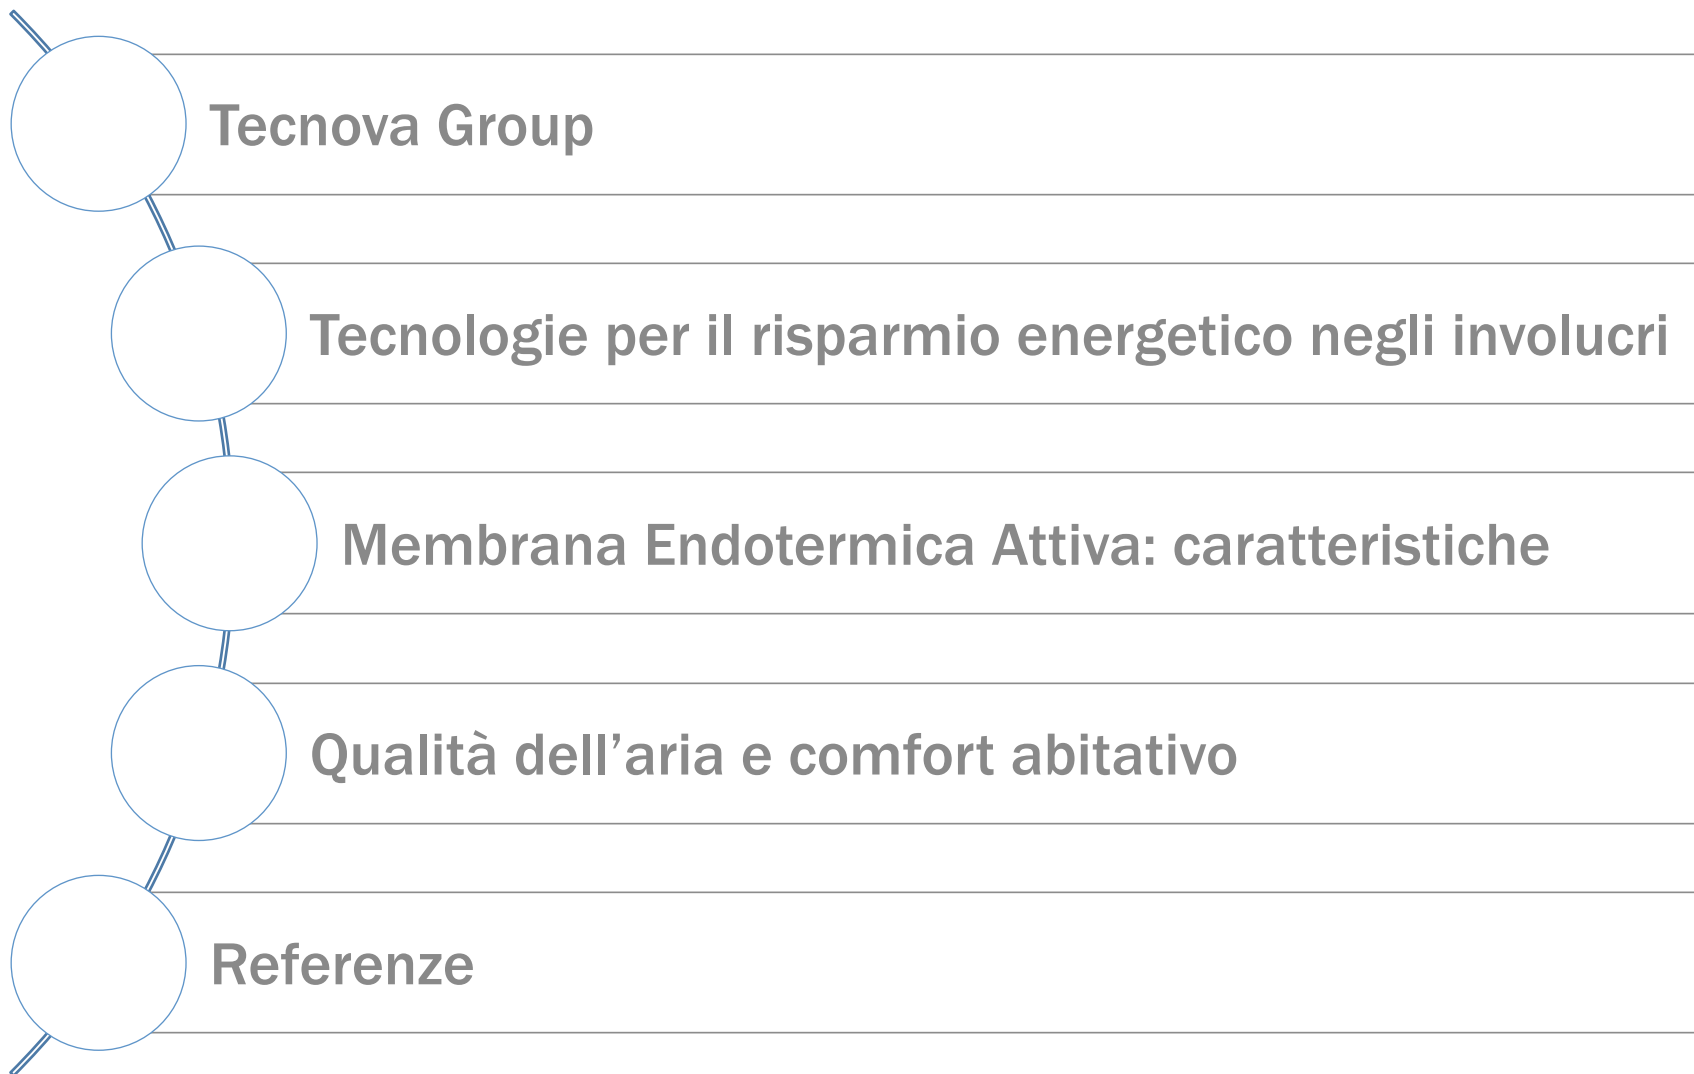 Tecnova Group
Tecnologie per il risparmio energetico negli involucri
Membrana Endotermica Attiva: caratteristiche
Qualità dell’aria e comfort abitativo
Referenze